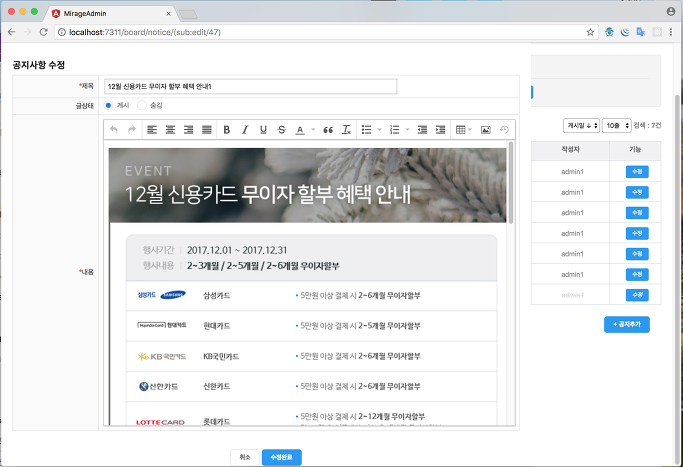 MirageAdmin
localhost:7311/board/notice/(sub:edit/47)
공지사항 수정
*제목
12월 신용카드 무이자 할부 혜택 안내1
글상태
게시
숨김
*내용
B I U S A
EVENT
12월 신용카드 무이자 할부 혜택 안내
행사기간 | 2017.12.01 ~ 2017.12.31
행사내용 | 2~3개월 / 2~5개월 / 2~6개월 무이자할부
삼성카드 SAMSUNG 삼성카드 • 5만원 이상 결제 시 2~6개월 무이자할부
HyundaiCard 현대카드 현대카드 • 5만원 이상 결제 시 2~5개월 무이자할부
KB국민카드 KB국민카드 • 5만원 이상 결제 시 2~6개월 무이자할부
신한카드 신한카드 • 5만원 이상 결제 시 2~6개월 무이자할부
LOTTE CARD 롯데카드 • 5만원 이상 결제 시 2~12개월 무이자할부
취소
수정완료
게시일 ↓
10줄
검색 : 7건
작성자 기능
admin1 수정
admin1 수정
admin1 수정
admin1 수정
admin1 수정
admin1 수정
admin1 수정
+ 공지추가